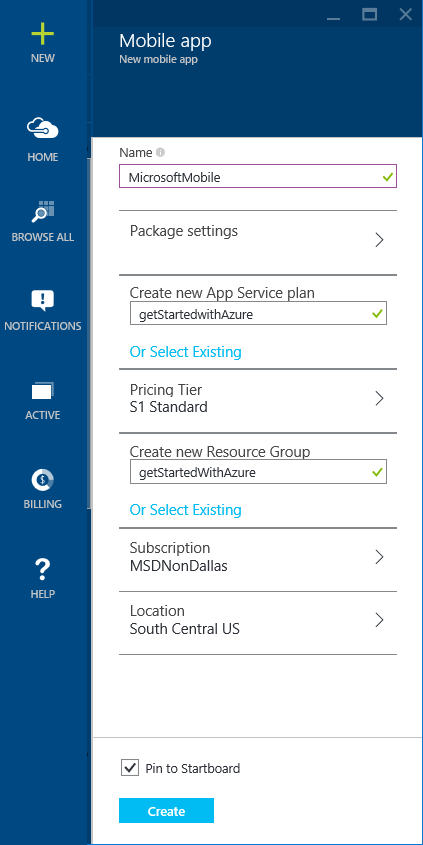 Mobile app
New mobile app
NEW
HOME
BROWSE ALL
NOTIFICATIONS
ACTIVE
BILLING
HELP
Name
MicrosoftMobile
Package settings
Create new App Service plan
getStartedwithAzure
Or Select Existing
Pricing Tier
S1 Standard
Create new Resource Group
getStartedWithAzure
Or Select Existing
Subscription
MSDNonDallas
Location
South Central US
Pin to Startboard
Create